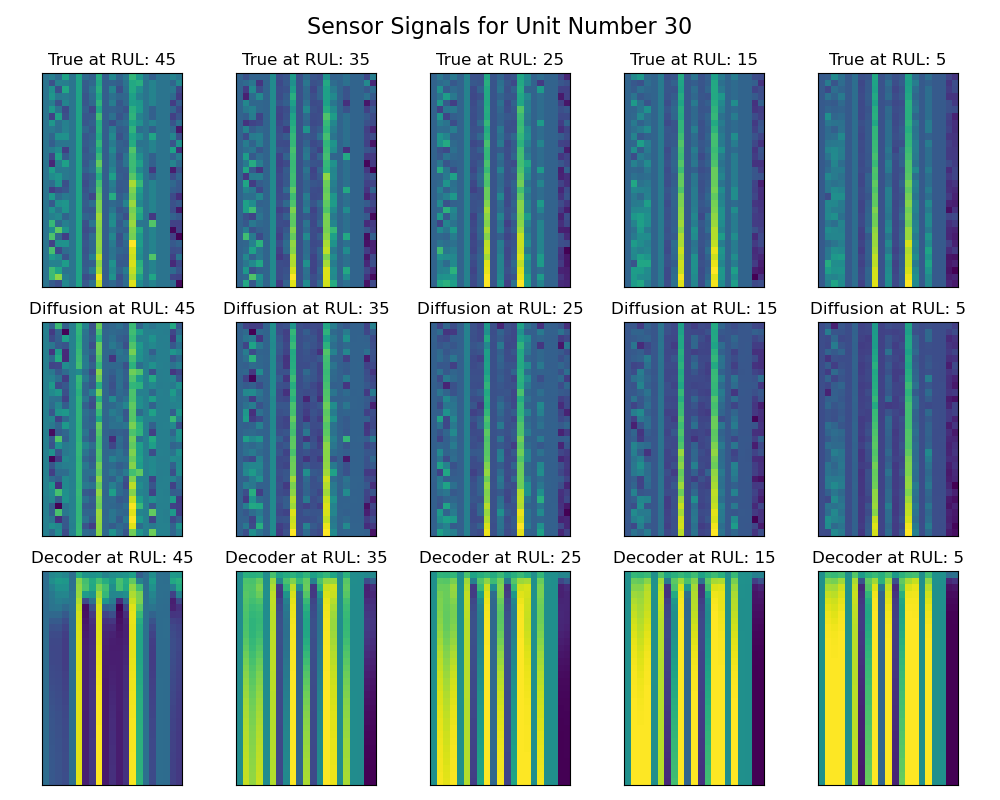 Sensor Signals for Unit Number 30
True at RUL: 45
True at RUL: 35
True at RUL: 25
True at RUL: 15
True at RUL: 5
Diffusion at RUL: 45
Diffusion at RUL: 35
Diffusion at RUL: 25
Diffusion at RUL: 15
Diffusion at RUL: 5
Decoder at RUL: 45
Decoder at RUL: 35
Decoder at RUL: 25
Decoder at RUL: 15
Decoder at RUL: 5